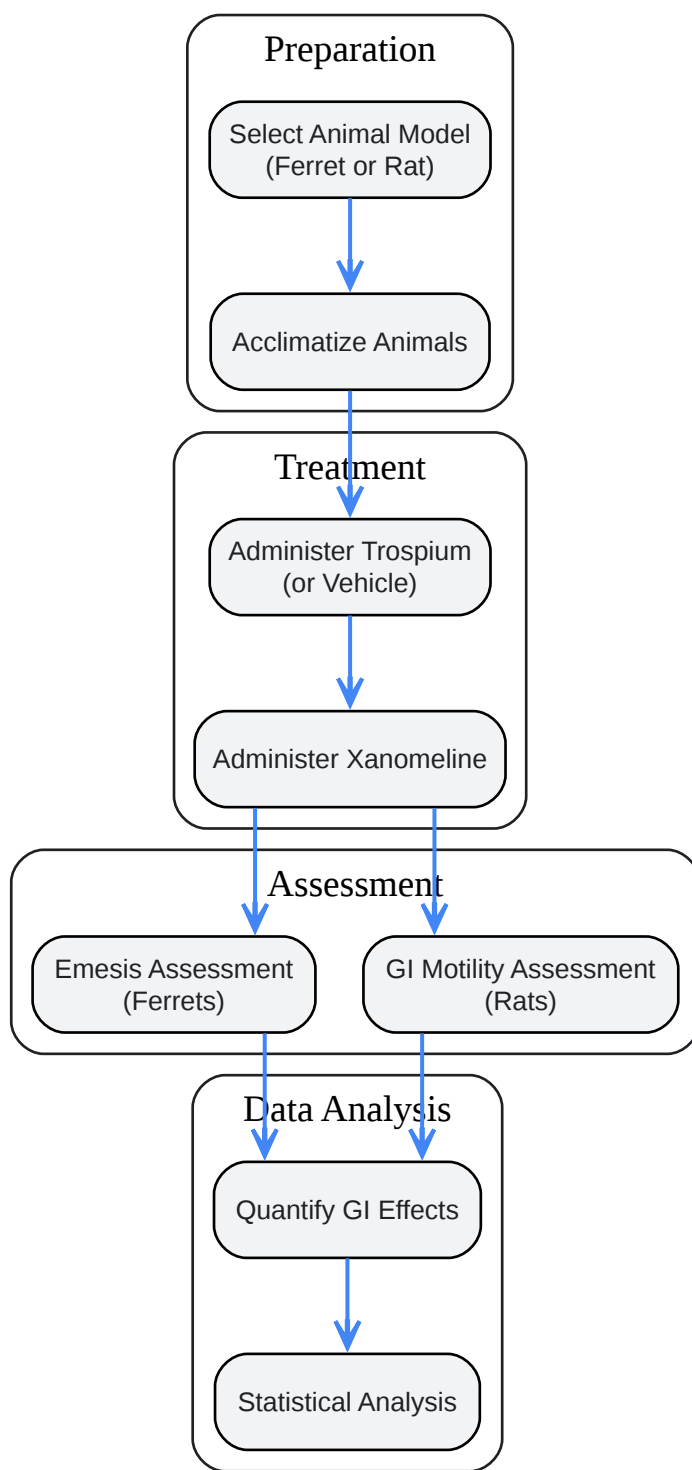 Preparation
Select Animal Model
(Ferret or Rat)
Acclimatize Animals
Treatment
Administer Trospium
(or Vehicle)
Administer Xanomeline
Assessment
Emesis Assessment
(Ferrets)
GI Motility Assessment
(Rats)
Data Analysis
Quantify GI Effects
Statistical Analysis